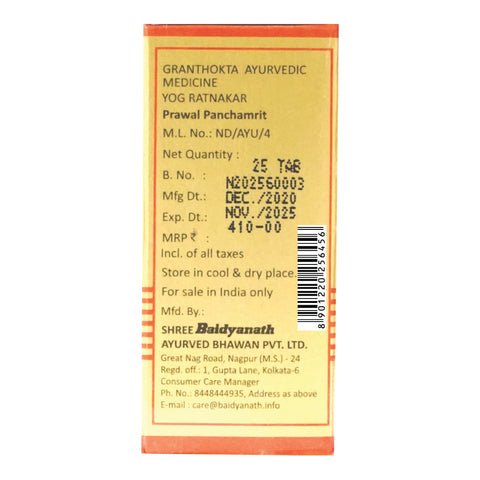 GRANTHOKTA AYURVEDIC
MEDICINE
YOG RATNAKAR
Prawal Panchamrit
M.L. No.: ND/AYU/4
Net Quantity : 25 TAB
B. No. : N202560003
Mfg Dt.: DEC./2020
Exp. Dt.: NOV./2025
MRP ₹ : 410-00
Incl. of all taxes
Store in cool & dry place.
For sale in India only
Mfd. By.:
SHREE Baidyanath
AYURVED BHAWAN PVT. LTD.
Great Nag Road, Nagpur (M.S.) - 24
Regd. off.: 1, Gupta Lane, Kolkata-6
Consumer Care Manager
Ph. No.: 8448444935, Address as above
E-mail : care@baidyanath.info
8 901220 256456